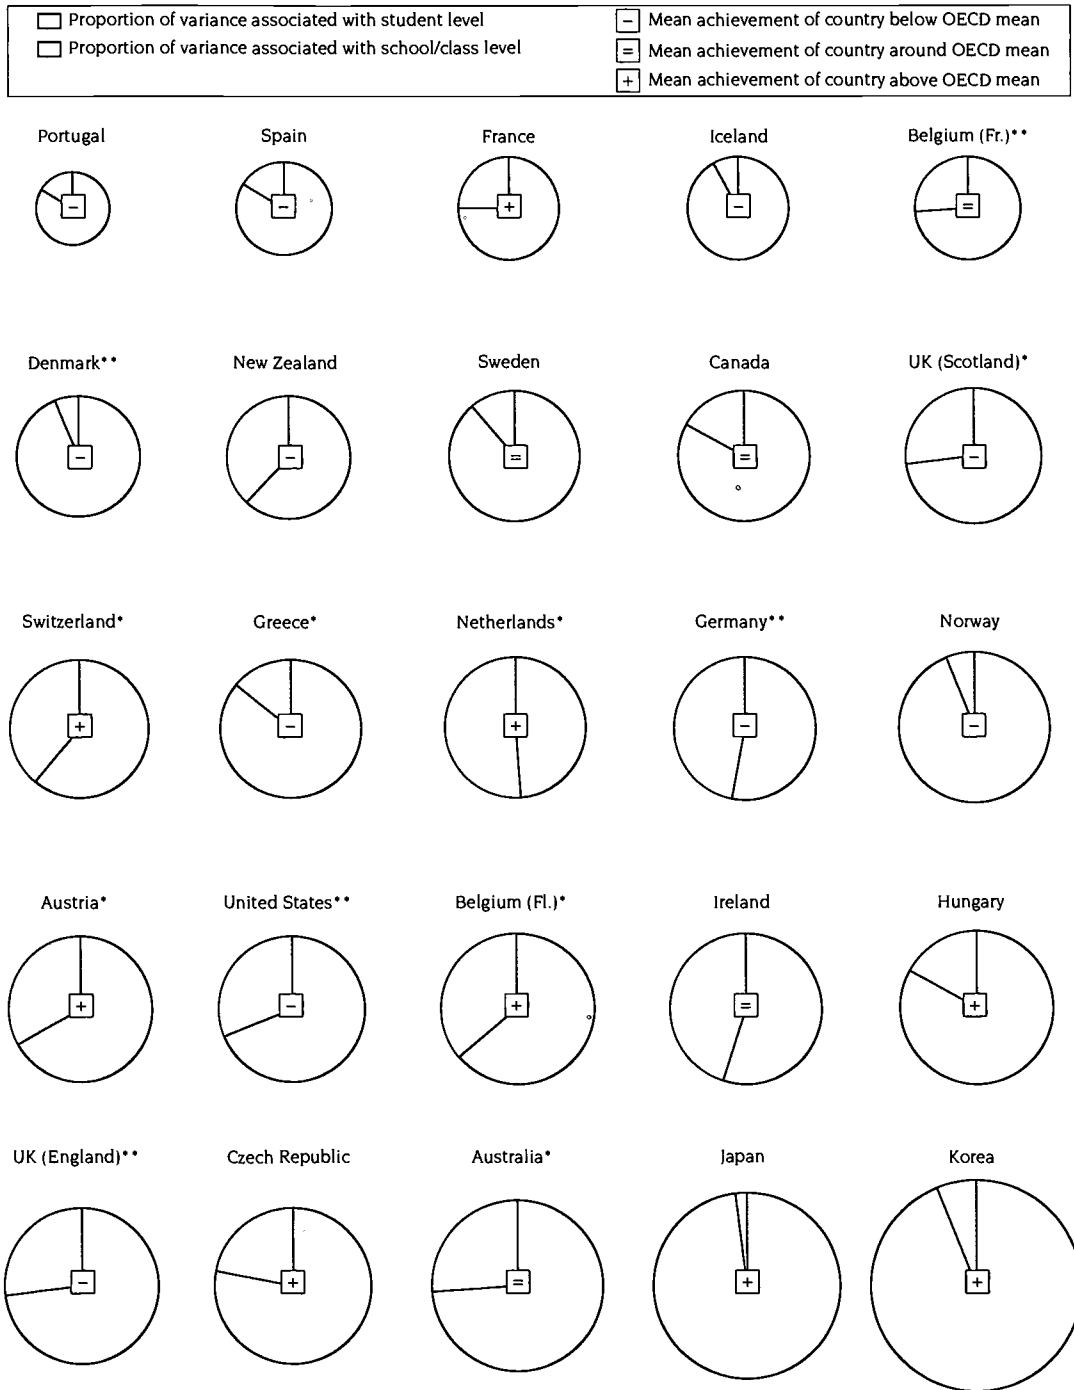 Proportion of variance associated with student level
Proportion of variance associated with school/class level
− Mean achievement of country below OECD mean
= Mean achievement of country around OECD mean
+ Mean achievement of country above OECD mean
Portugal Spain France Iceland Belgium (Fr.)**
− − + − =
Denmark** New Zealand Sweden Canada UK (Scotland)*
− − = = −
Switzerland* Greece* Netherlands* Germany** Norway
+ − + − −
Austria* United States** Belgium (Fl.)* Ireland Hungary
+ − + = +
UK (England)** Czech Republic Australia* Japan Korea
− + = + +